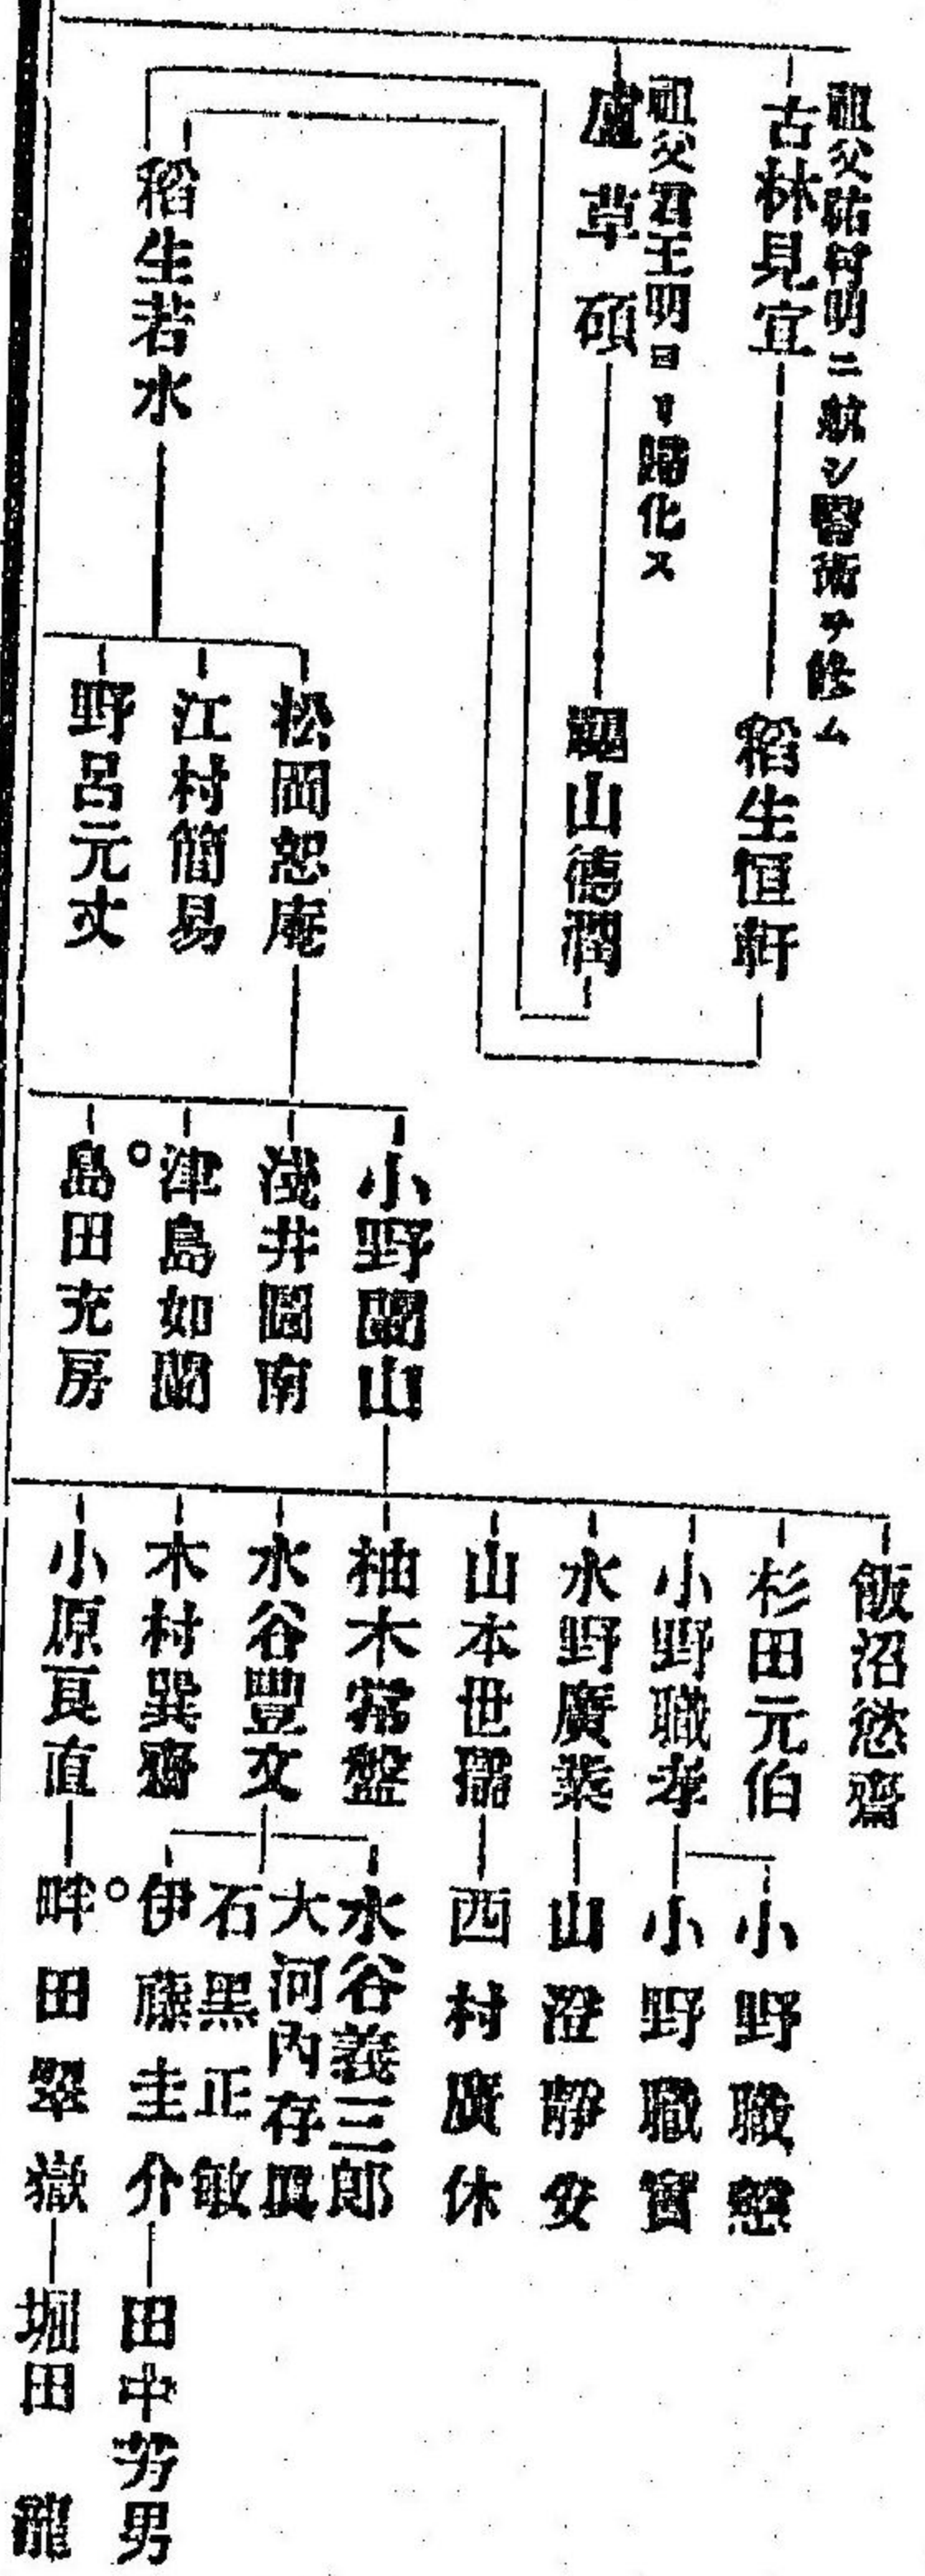 祖父祐村明ニ航シ醫術ヲ修ム
古林見宜
稻生恒軒
祖父君玉明ヨリ歸化ス
盧草碩
山德潤
稻生若水
松岡恕庵
江村簡易
野呂元丈
小野蘭山
淺井圖南
津島如蘭
島田充房
飯沼慾齋
杉田元伯
小野職孝
小野職愨
小野職實
水野廣業
山澄靜安
山本世孺
西村廣休
柚木常盤
水谷豐文
水谷義三郎
大河內存眞
石黑正敏
伊藤圭介
田中芳男
木村巽齋
小原良直
畔田翠嶽
堀田龍